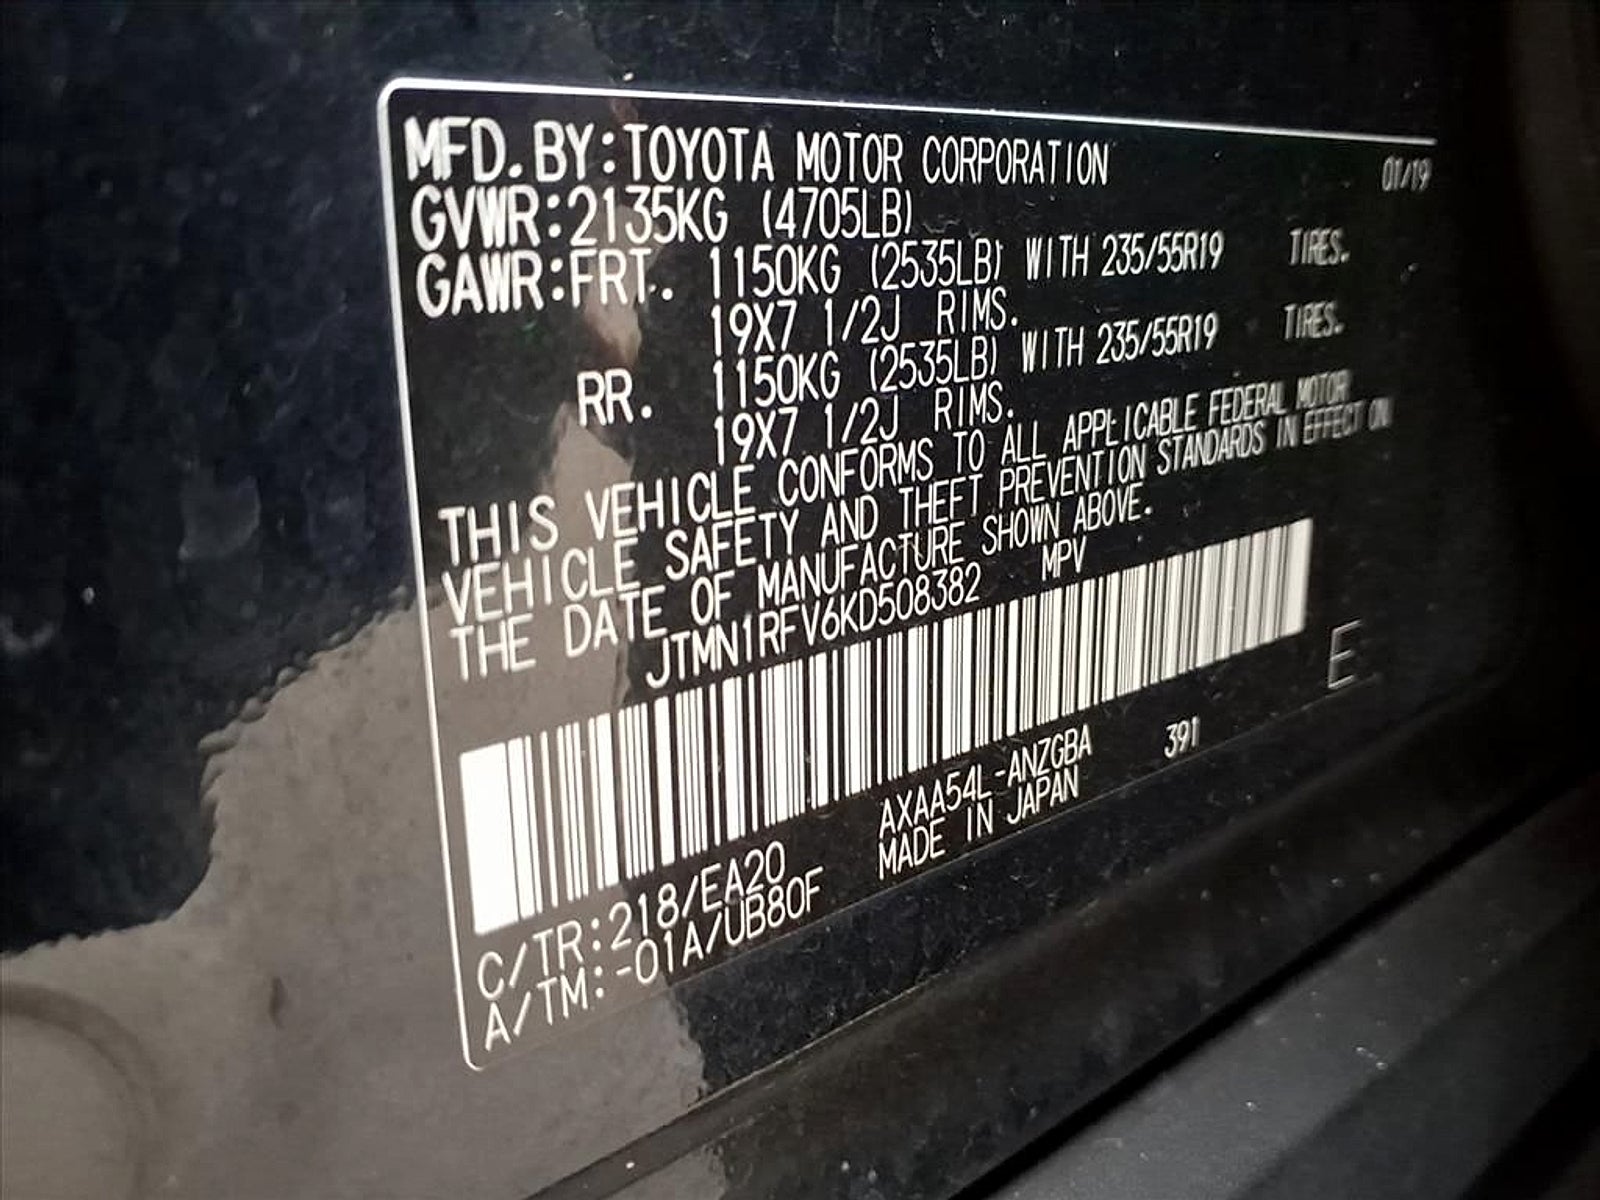 MFD. BY: TOYOTA MOTOR CORPORATION 01/19
GVWR: 2135KG (4705LB)
GAWR: FRT. 1150KG (2535LB) WITH 235/55R19 TIRES.
19X7 1/2J RIMS.
RR. 1150KG (2535LB) WITH 235/55R19 TIRES.
19X7 1/2J RIMS.
THIS VEHICLE CONFORMS TO ALL APPLICABLE FEDERAL MOTOR
VEHICLE SAFETY AND THEFT PREVENTION STANDARDS IN EFFECT ON
THE DATE OF MANUFACTURE SHOWN ABOVE.
JTMN1RFV6KD508382 MPV
E
AXAA54L-ANZGBA 391
C/TR: 218/EA20 MADE IN JAPAN
A/TM: -01A/UB80F